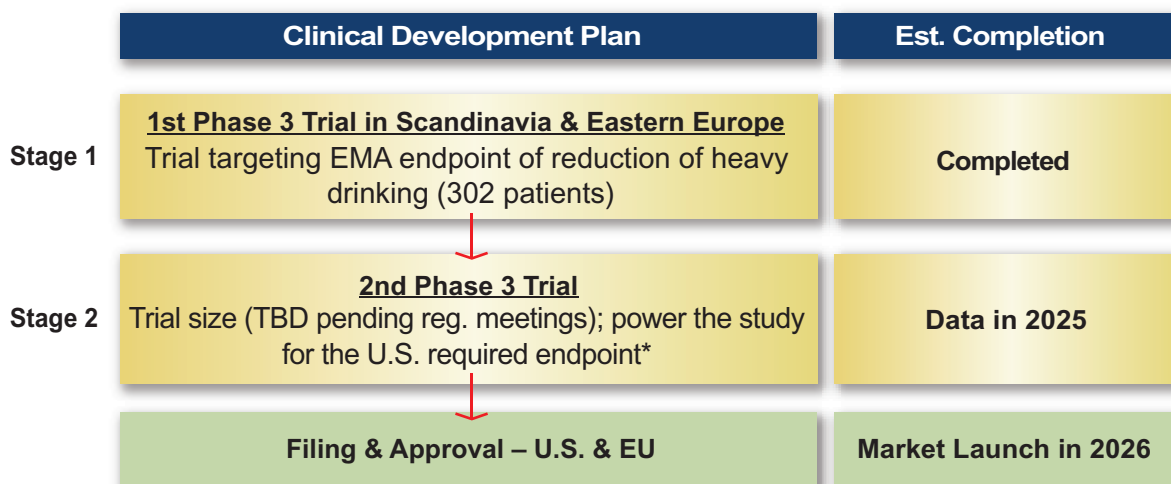 Clinical Development Plan
Est. Completion
Stage 1
1st Phase 3 Trial in Scandinavia & Eastern Europe
Trial targeting EMA endpoint of reduction of heavy
drinking (302 patients)
Completed
Stage 2
2nd Phase 3 Trial
Trial size (TBD pending reg. meetings); power the study
for the U.S. required endpoint*
Data in 2025
Filing & Approval – U.S. & EU
Market Launch in 2026